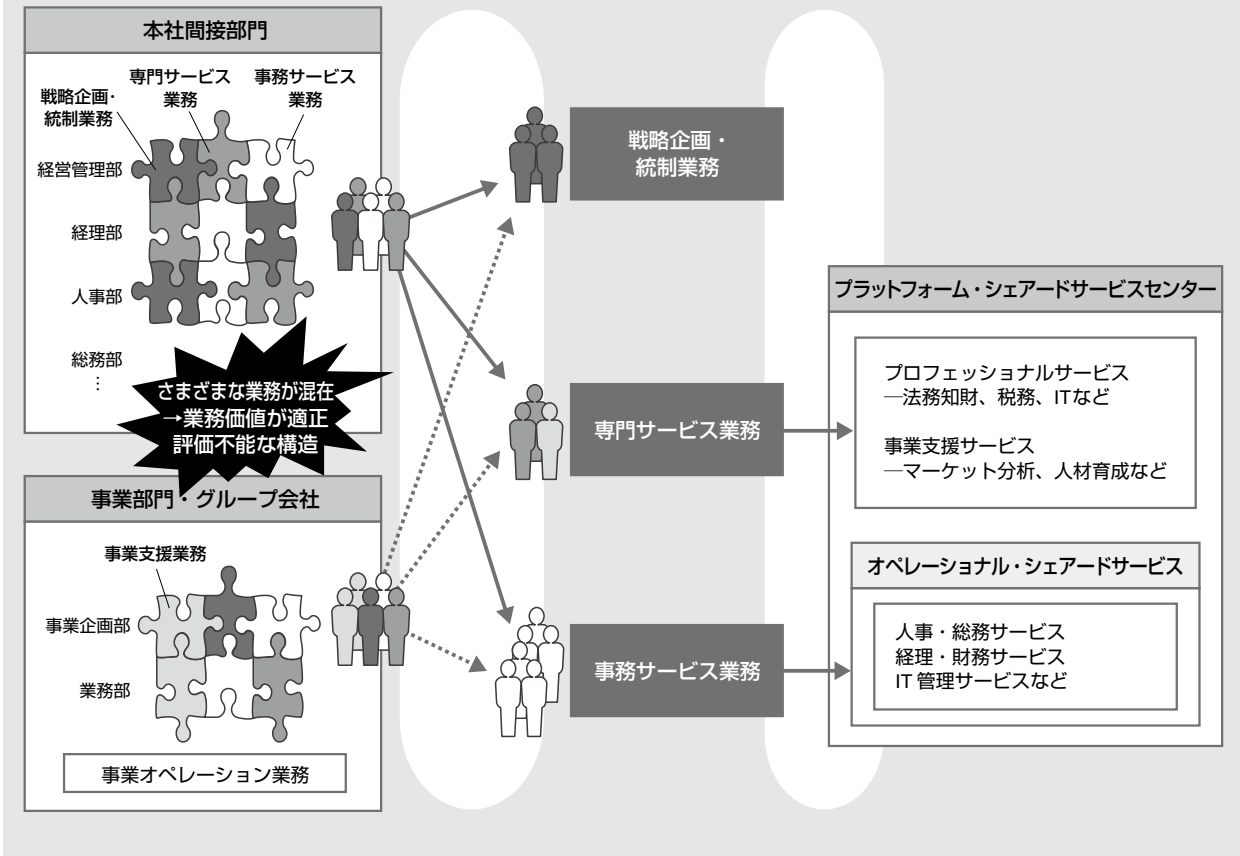 本社間接部門
専門サービス
業務
事務サービス
業務
戦略企画・
統制業務
経営管理部
経理部
人事部
総務部
…
さまざまな業務が混在
→業務価値が適正
評価不能な構造
事業部門・グループ会社
事業支援業務
事業企画部
業務部
事業オペレーション業務
戦略企画・
統制業務
専門サービス業務
事務サービス業務
プラットフォーム・シェアードサービスセンター
プロフェッショナルサービス
―法務知財、税務、ITなど
事業支援サービス
―マーケット分析、人材育成など
オペレーショナル・シェアードサービス
人事・総務サービス
経理・財務サービス
IT 管理サービスなど